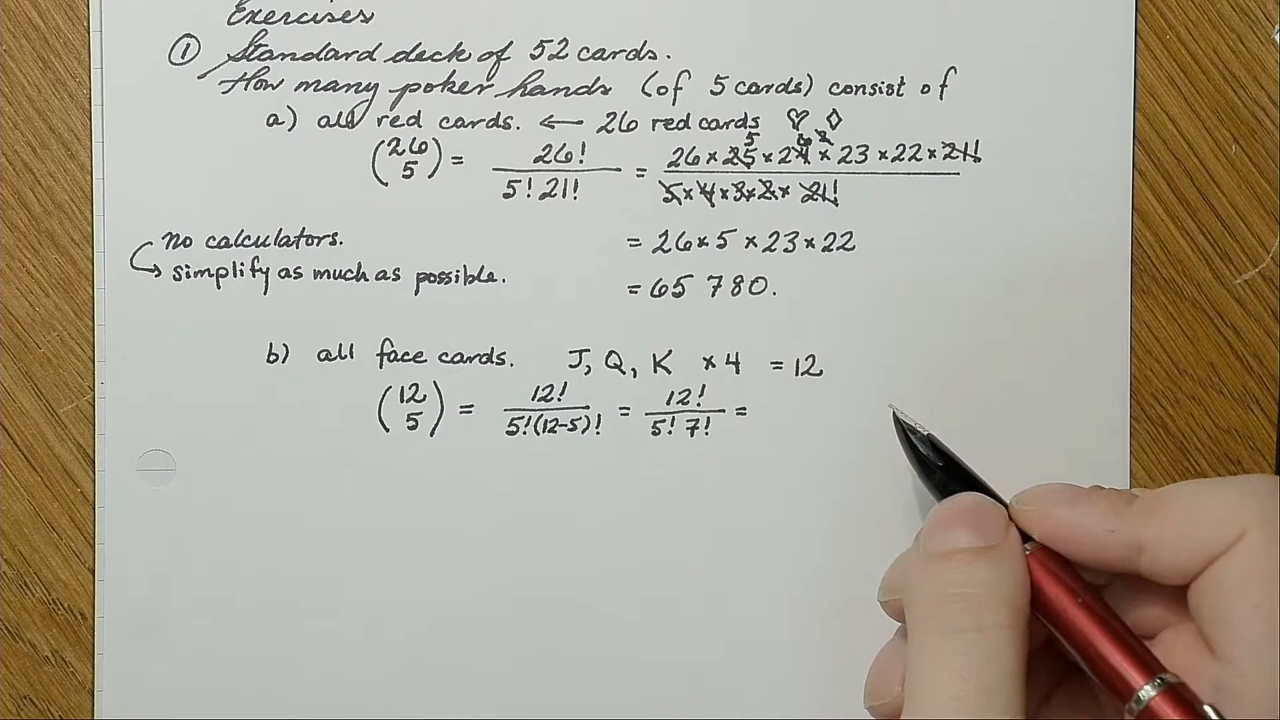 Exercises
① Standard deck of 52 cards.
How many poker hands (of 5 cards) consist of
a) all red cards. ← 26 red cards ♡ ◇
(26 5) = 26! / 5! 21! = 26 × 25 × 24 × 23 × 22 × 21! / 5 × 4 × 3 × 2 × 21!
5 6 2
no calculators. = 26 × 5 × 23 × 22
↳ simplify as much as possible. = 65 780.
b) all face cards. J, Q, K × 4 = 12
(12 5) = 12! / 5! (12-5)! = 12! / 5! 7! =